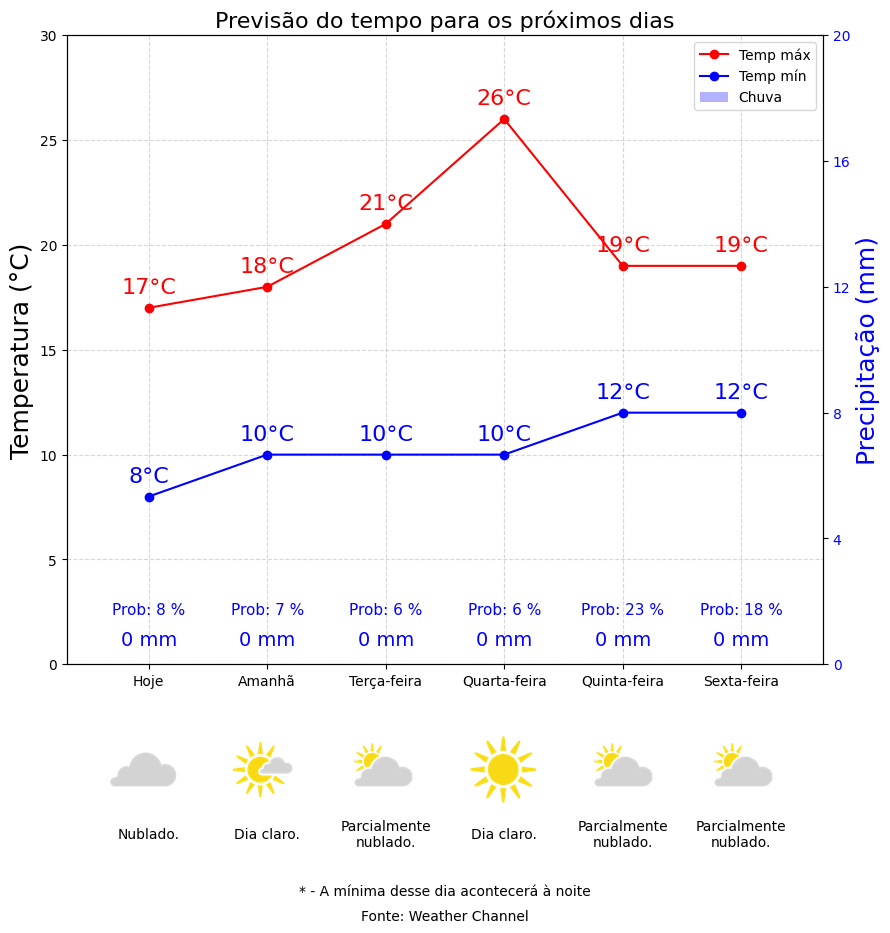 Previsão do tempo para os próximos dias
Temp máx
Temp mín
Chuva
Temperatura (°C)
Precipitação (mm)
30
25
20
15
10
5
0
20
16
12
8
4
0
17°C
18°C
21°C
26°C
19°C
19°C
8°C
10°C
10°C
10°C
12°C
12°C
Prob: 8 %
Prob: 7 %
Prob: 6 %
Prob: 6 %
Prob: 23 %
Prob: 18 %
0 mm
0 mm
0 mm
0 mm
0 mm
0 mm
Hoje
Amanhã
Terça-feira
Quarta-feira
Quinta-feira
Sexta-feira
Nublado.
Dia claro.
Parcialmente
nublado.
Dia claro.
Parcialmente
nublado.
Parcialmente
nublado.
* - A mínima desse dia acontecerá à noite
Fonte: Weather Channel